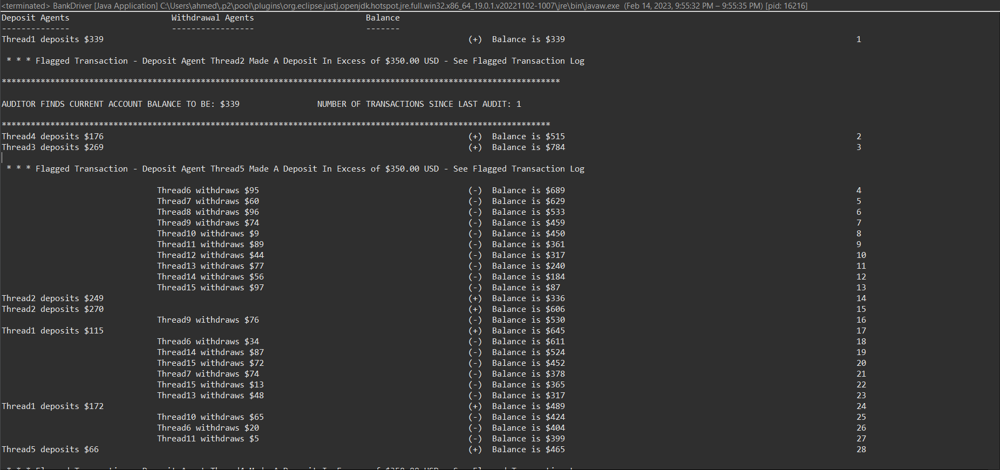 <terminated> BankDriver [Java Application] C:\Users\ahmed\.p2\pool\plugins\org.eclipse.justj.openjdk.hotspot.jre.full.win32.x86_64_19.0.1.v20221102-1007\jre\bin\javaw.exe (Feb 14, 2023, 9:55:32 PM – 9:55:35 PM) [pid: 16216]
Deposit Agents Withdrawal Agents Balance
-------------- ----------------- -------
Thread1 deposits $339 (+) Balance is $339 1
* * * Flagged Transaction - Deposit Agent Thread2 Made A Deposit In Excess of $350.00 USD - See Flagged Transaction Log
*******************************************************************************************************************
AUDITOR FINDS CURRENT ACCOUNT BALANCE TO BE: $339 NUMBER OF TRANSACTIONS SINCE LAST AUDIT: 1
*****************************************************************************************************************
Thread4 deposits $176 (+) Balance is $515 2
Thread3 deposits $269 (+) Balance is $784 3
* * * Flagged Transaction - Deposit Agent Thread5 Made A Deposit In Excess of $350.00 USD - See Flagged Transaction Log
Thread6 withdraws $95 (-) Balance is $689 4
Thread7 withdraws $60 (-) Balance is $629 5
Thread8 withdraws $96 (-) Balance is $533 6
Thread9 withdraws $74 (-) Balance is $459 7
Thread10 withdraws $9 (-) Balance is $450 8
Thread11 withdraws $89 (-) Balance is $361 9
Thread12 withdraws $44 (-) Balance is $317 10
Thread13 withdraws $77 (-) Balance is $240 11
Thread14 withdraws $56 (-) Balance is $184 12
Thread15 withdraws $97 (-) Balance is $87 13
Thread2 deposits $249 (+) Balance is $336 14
Thread2 deposits $270 (+) Balance is $606 15
Thread9 withdraws $76 (-) Balance is $530 16
Thread1 deposits $115 (+) Balance is $645 17
Thread6 withdraws $34 (-) Balance is $611 18
Thread14 withdraws $87 (-) Balance is $524 19
Thread15 withdraws $72 (-) Balance is $452 20
Thread7 withdraws $74 (-) Balance is $378 21
Thread15 withdraws $13 (-) Balance is $365 22
Thread13 withdraws $48 (-) Balance is $317 23
Thread1 deposits $172 (+) Balance is $489 24
Thread10 withdraws $65 (-) Balance is $424 25
Thread6 withdraws $20 (-) Balance is $404 26
Thread11 withdraws $5 (-) Balance is $399 27
Thread5 deposits $66 (+) Balance is $465 28